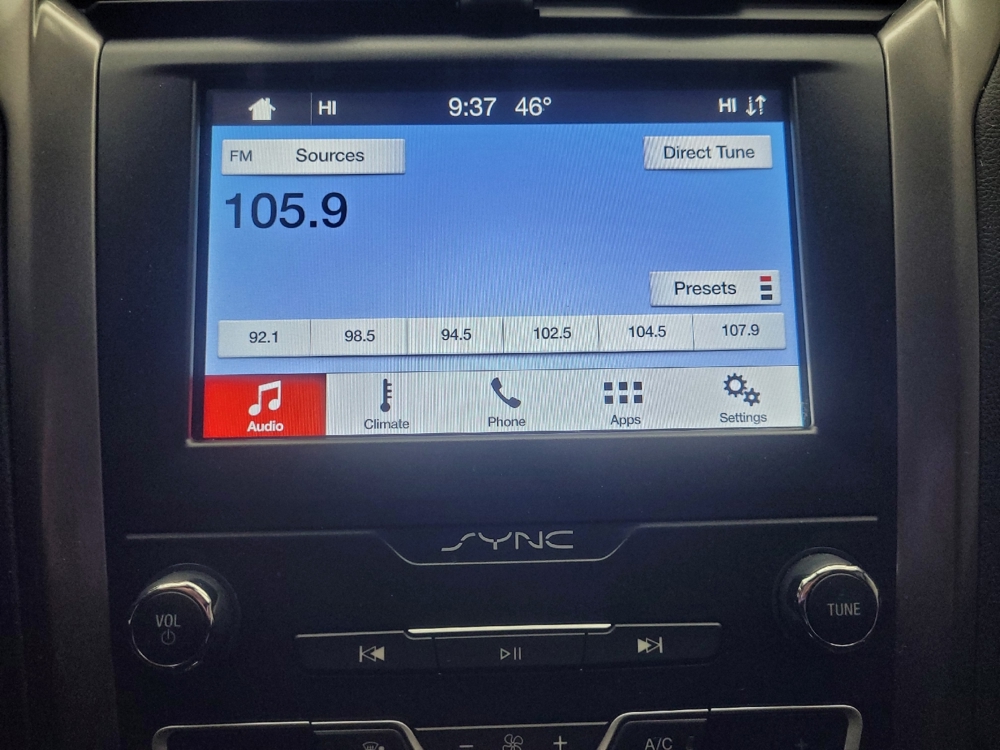 HI 9:37 46° HI
FM Sources Direct Tune
105.9
Presets
92.1 98.5 94.5 102.5 104.5 107.9
Audio Climate Phone Apps Settings
SYNC
VOL TUNE
A/C